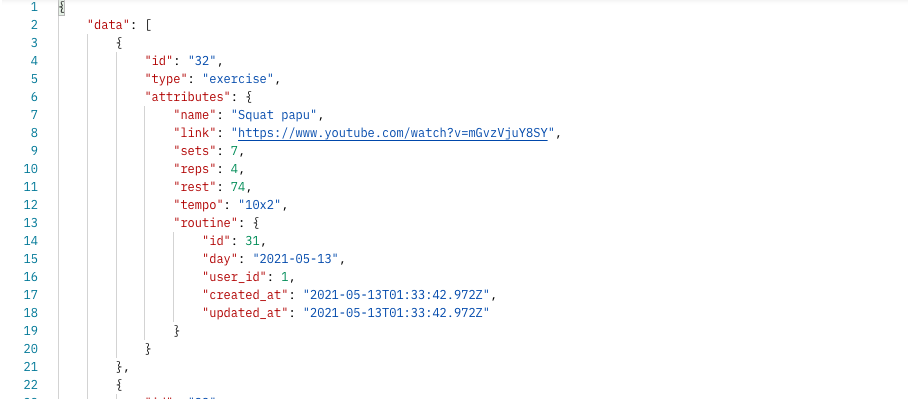 1 {
2 "data": [
3 {
4 "id": "32",
5 "type": "exercise",
6 "attributes": {
7 "name": "Squat papu",
8 "link": "https://www.youtube.com/watch?v=mGvzVjuY8SY",
9 "sets": 7,
10 "reps": 4,
11 "rest": 74,
12 "tempo": "10x2",
13 "routine": {
14 "id": 31,
15 "day": "2021-05-13",
16 "user_id": 1,
17 "created_at": "2021-05-13T01:33:42.972Z",
18 "updated_at": "2021-05-13T01:33:42.972Z"
19 }
20 }
21 },
22 {